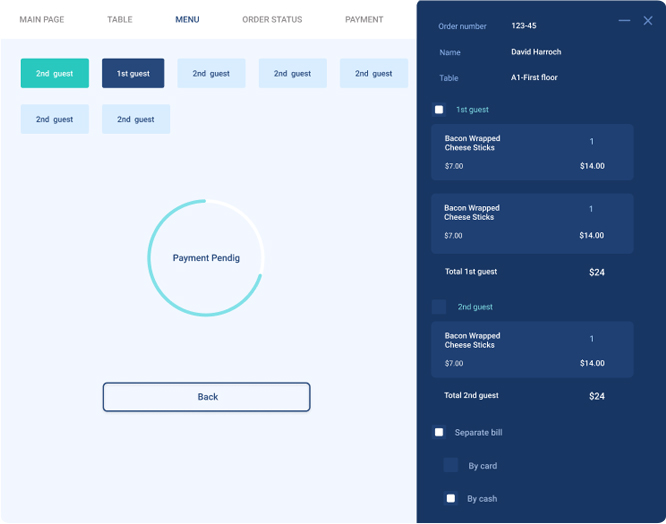 MAIN PAGE TABLE MENU ORDER STATUS PAYMENT
2nd guest 1st guest 2nd guest 2nd guest 2nd guest
2nd guest 2nd guest
Payment Pendig
Back
Order number 123-45
Name David Harroch
Table A1-First floor
1st guest
Bacon Wrapped
Cheese Sticks 1
$7.00 $14.00
Bacon Wrapped
Cheese Sticks 1
$7.00 $14.00
Total 1st guest $24
2nd guest
Bacon Wrapped
Cheese Sticks 1
$7.00 $14.00
Total 2nd guest $24
Separate bill
By card
By cash